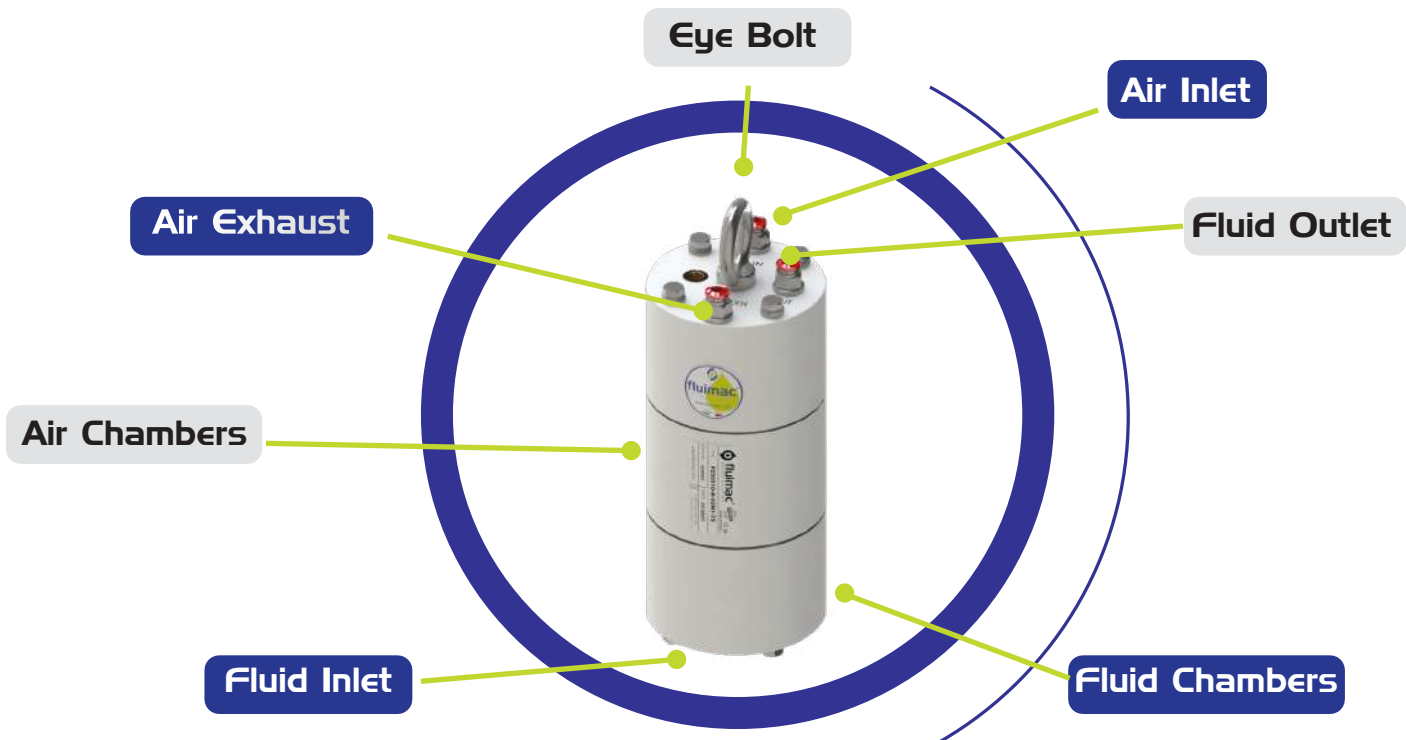 Eye Bolt
Air Inlet
Air Exhaust
Fluid Outlet
fluimac
Air Chambers
fluimac
Fluid Inlet
Fluid Chambers